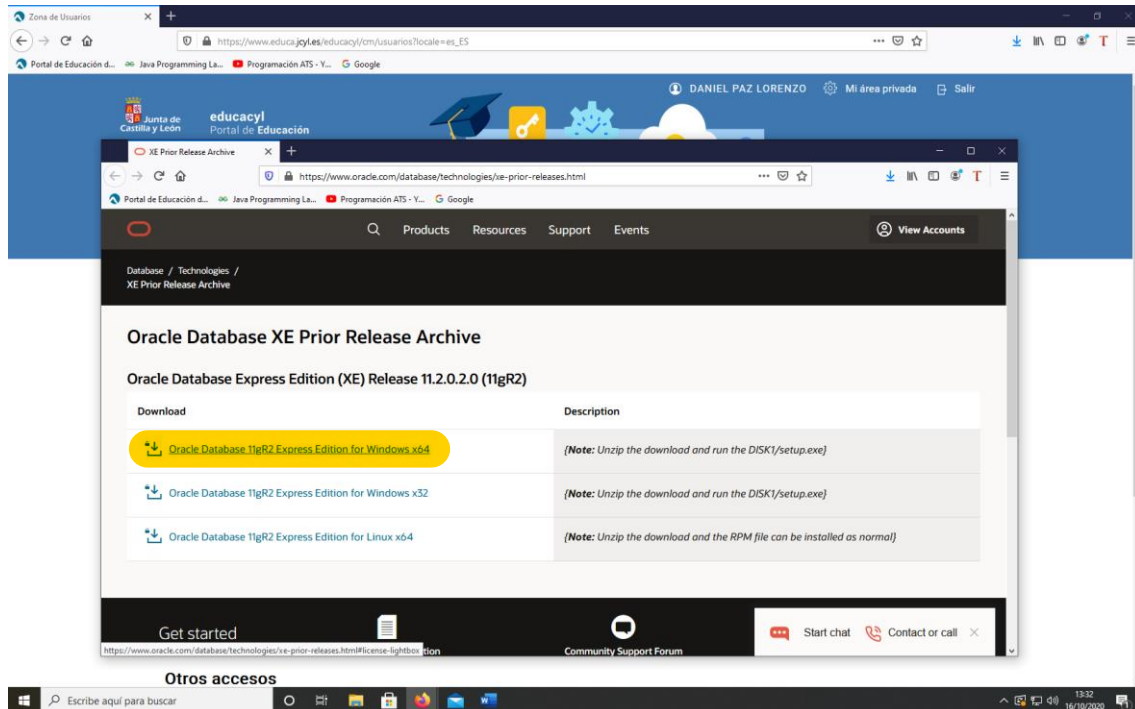 Zona de Usuarios
https://www.educa.jcyl.es/educacyl/cm/usuarios?locale=es_ES
Portal de Educación d... Java Programming La... Programación ATS - Y... Google
DANIEL PAZ LORENZO Mi área privada Salir
Junta de
Castilla y León
educacyl
Portal de Educación
XE Prior Release Archive
https://www.oracle.com/database/technologies/xe-prior-releases.html
Portal de Educación d... Java Programming La... Programación ATS - Y... Google
Products Resources Support Events View Accounts
Database / Technologies /
XE Prior Release Archive
Oracle Database XE Prior Release Archive
Oracle Database Express Edition (XE) Release 11.2.0.2.0 (11gR2)
Download Description
Oracle Database 11gR2 Express Edition for Windows x64 {Note: Unzip the download and run the DISK1/setup.exe}
Oracle Database 11gR2 Express Edition for Windows x32 {Note: Unzip the download and run the DISK1/setup.exe}
Oracle Database 11gR2 Express Edition for Linux x64 {Note: Unzip the download and the RPM file can be installed as normal}
Get started
Start chat Contact or call
https://www.oracle.com/database/technologies/xe-prior-releases.html#license-lightbox
Community Support Forum
Otros accesos
Escribe aquí para buscar
13:32
16/10/2020